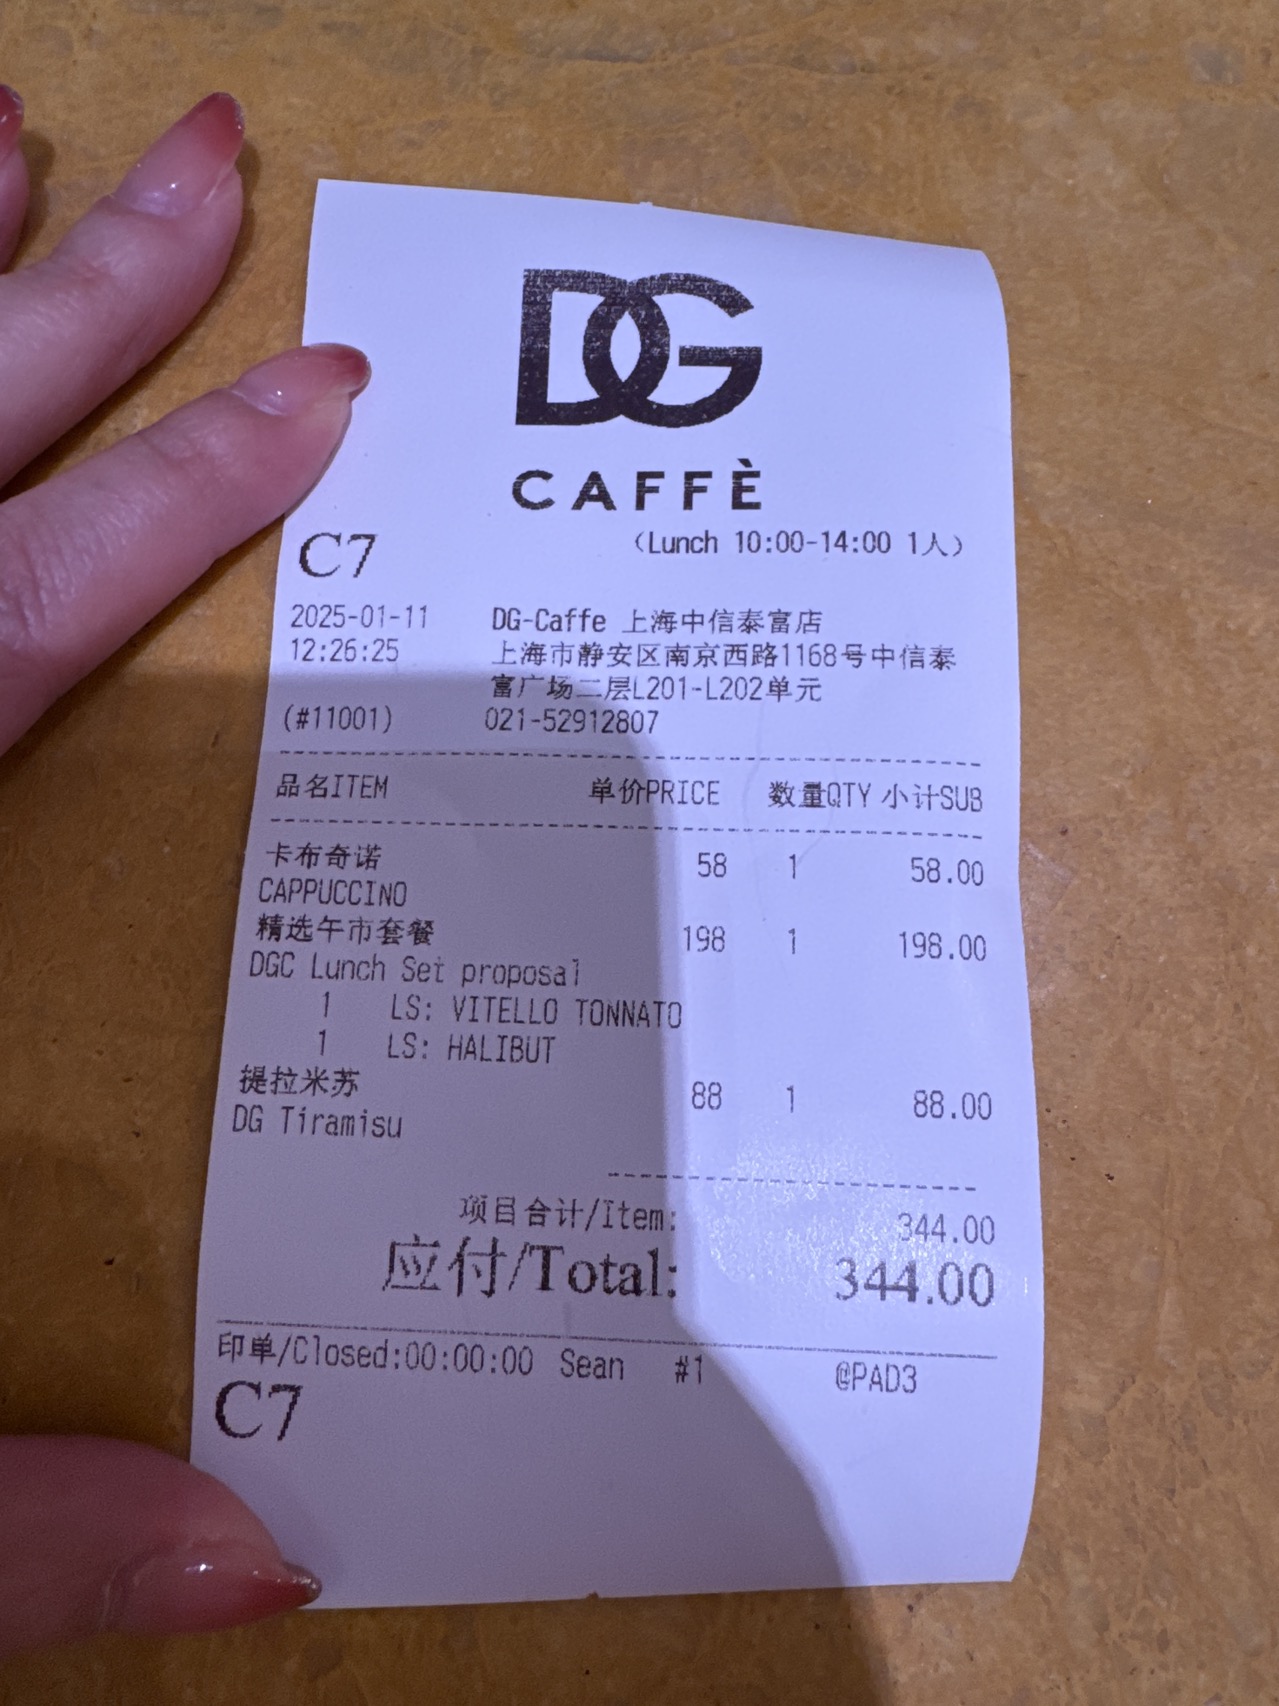 DG
CAFFÈ
C7 (Lunch 10:00-14:00 1人)
2025-01-11 DG-Caffe 上海中信泰富店
12:26:25 上海市静安区南京西路1168号中信泰
富广场二层L201-L202单元
(#11001) 021-52912807
品名ITEM 单价PRICE 数量QTY 小计SUB
卡布奇诺 58 1 58.00
CAPPUCCINO
精选午市套餐 198 1 198.00
DGC Lunch Set proposal
1 LS: VITELLO TONNATO
1 LS: HALIBUT
提拉米苏 88 1 88.00
DG Tiramisu
项目合计/Item: 344.00
应付/Total: 344.00
印单/Closed:00:00:00 Sean #1 @PAD3
C7